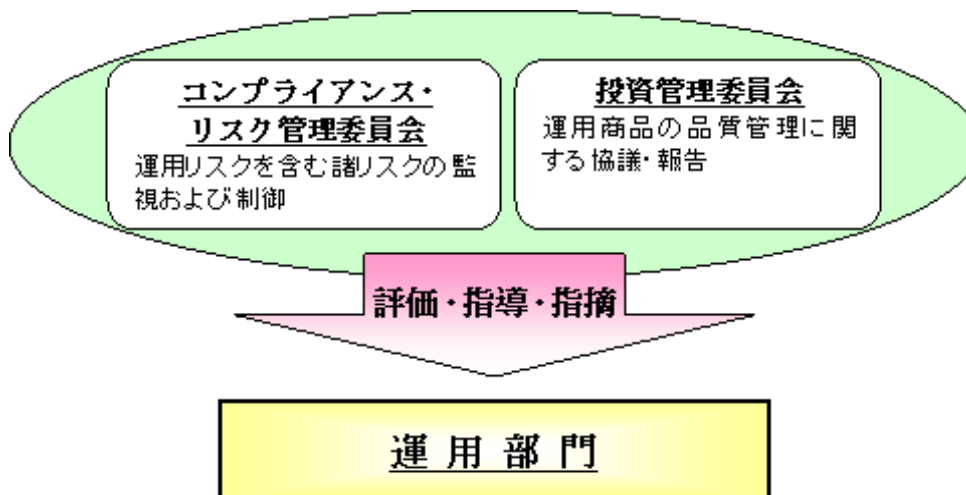 コンプライアンス・
リスク管理委員会
運用リスクを含む諸リスクの監
視および制御
投資管理委員会
運用商品の品質管理に関
する協議・報告
評価・指導・指摘
運用部門